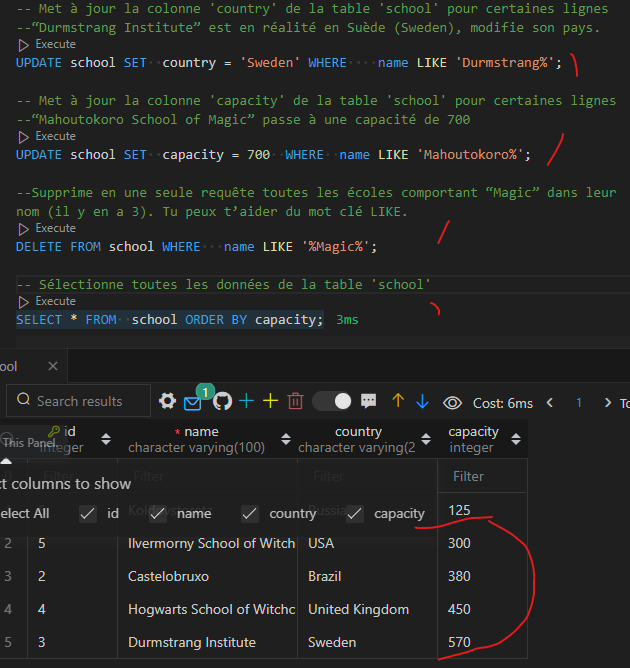 -- Met à jour la colonne 'country' de la table 'school' pour certaines lignes
--“Durmstrang Institute” est en réalité en Suède (Sweden), modifie son pays.
Execute
UPDATE school SET country = 'Sweden' WHERE name LIKE 'Durmstrang%';
-- Met à jour la colonne 'capacity' de la table 'school' pour certaines lignes
--“Mahoutokoro School of Magic” passe à une capacité de 700
Execute
UPDATE school SET capacity = 700 WHERE name LIKE 'Mahoutokoro%';
--Supprime en une seule requête toutes les écoles comportant “Magic” dans leur
nom (il y en a 3). Tu peux t’aider du mot clé LIKE.
Execute
DELETE FROM school WHERE name LIKE '%Magic%';
-- Sélectionne toutes les données de la table 'school'
Execute
SELECT * FROM school ORDER BY capacity; 3ms
ool
Search results 1 Cost: 6ms 1 To
id * name country capacity
This Panel
integer character varying(100) character varying(2 integer
Filter Filter Filter Filter
ct columns to show
125
elect All id name country capacity
2 5 Ilvermorny School of Witch USA 300
3 2 Castelobruxo Brazil 380
4 4 Hogwarts School of Witchc United Kingdom 450
5 3 Durmstrang Institute Sweden 570